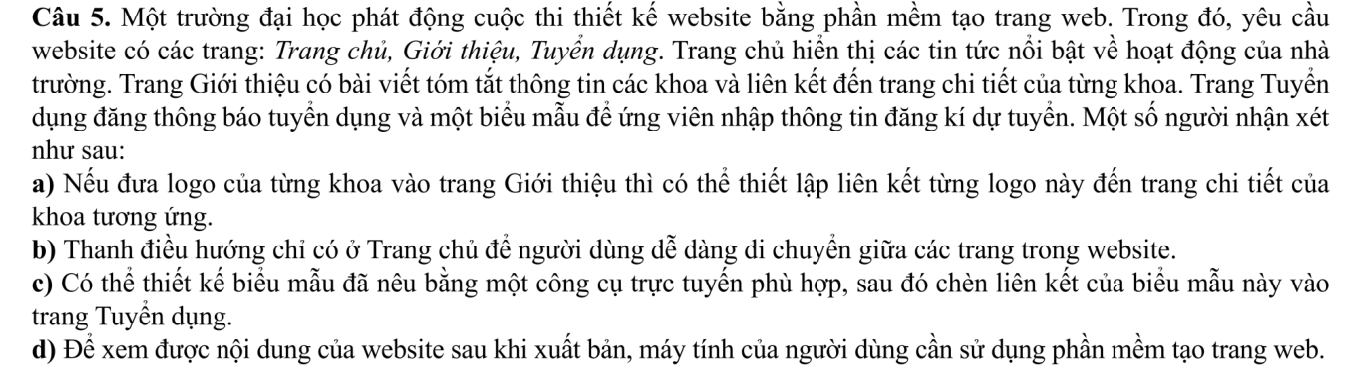 Câu 5. Một trường đại học phát động cuộc thi thiết kế website bằng phần mềm tạo trang web. Trong đó, yêu cầu
website có các trang: Trang chủ, Giới thiệu, Tuyển dụng. Trang chủ hiển thị các tin tức nổi bật về hoạt động của nhà
trường. Trang Giới thiệu có bài viết tóm tắt thông tin các khoa và liên kết đến trang chi tiết của từng khoa. Trang Tuyển
dụng đăng thông báo tuyển dụng và một biểu mẫu để ứng viên nhập thông tin đăng kí dự tuyển. Một số người nhận xét
như sau:
a) Nếu đưa logo của từng khoa vào trang Giới thiệu thì có thể thiết lập liên kết từng logo này đến trang chi tiết của
khoa tương ứng.
b) Thanh điều hướng chỉ có ở Trang chủ để người dùng dễ dàng di chuyển giữa các trang trong website.
c) Có thể thiết kế biểu mẫu đã nêu bằng một công cụ trực tuyến phù hợp, sau đó chèn liên kết của biểu mẫu này vào
trang Tuyển dụng.
d) Để xem được nội dung của website sau khi xuất bản, máy tính của người dùng cần sử dụng phần mềm tạo trang web.